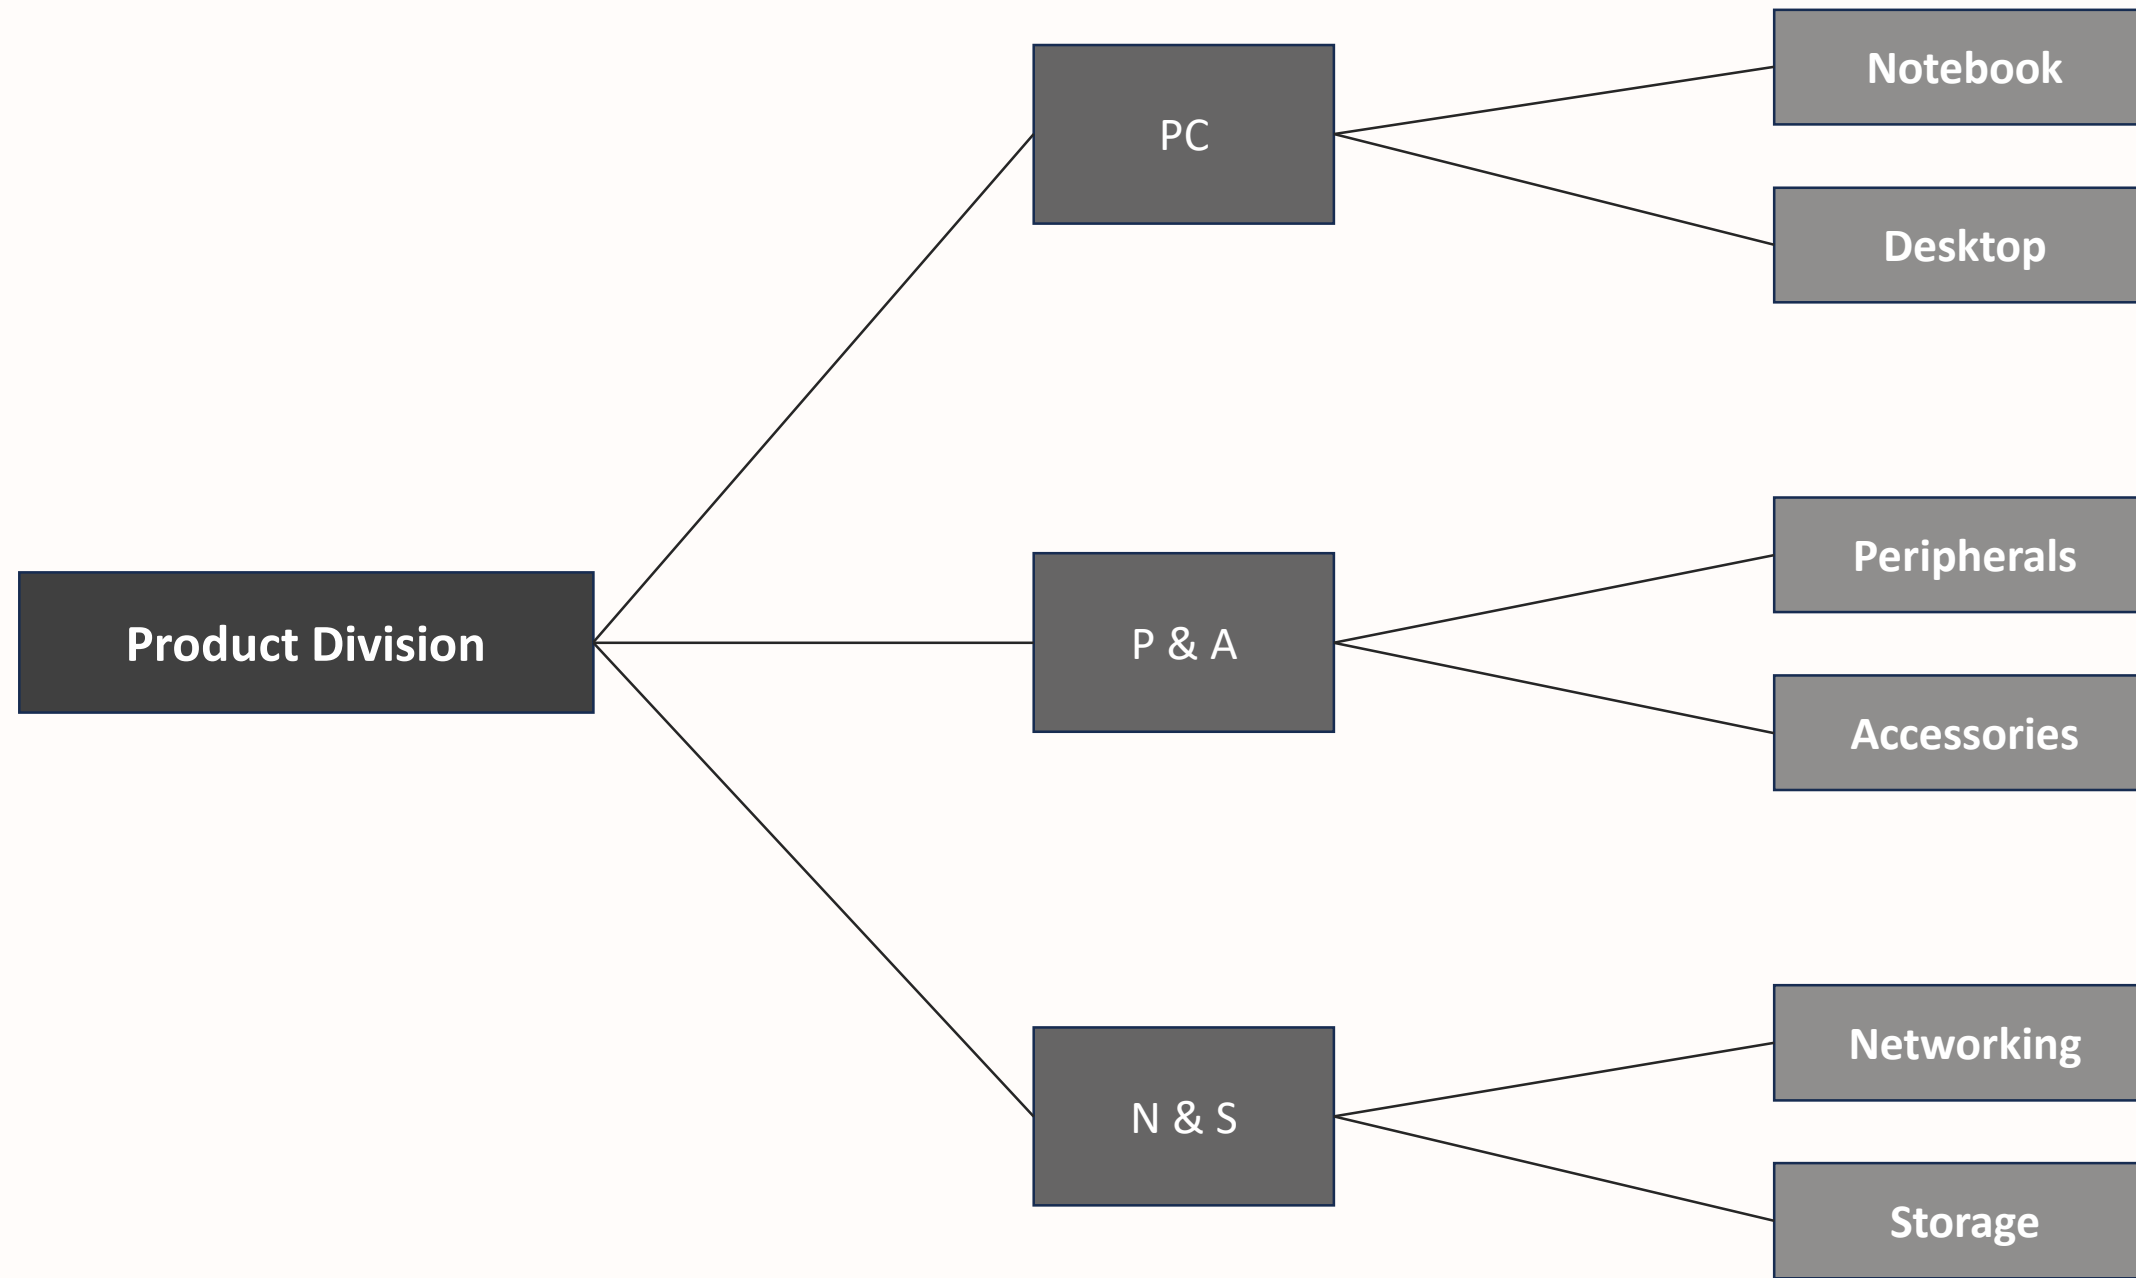 Product Division
PC
Notebook
Desktop
P & A
Peripherals
Accessories
N & S
Networking
Storage